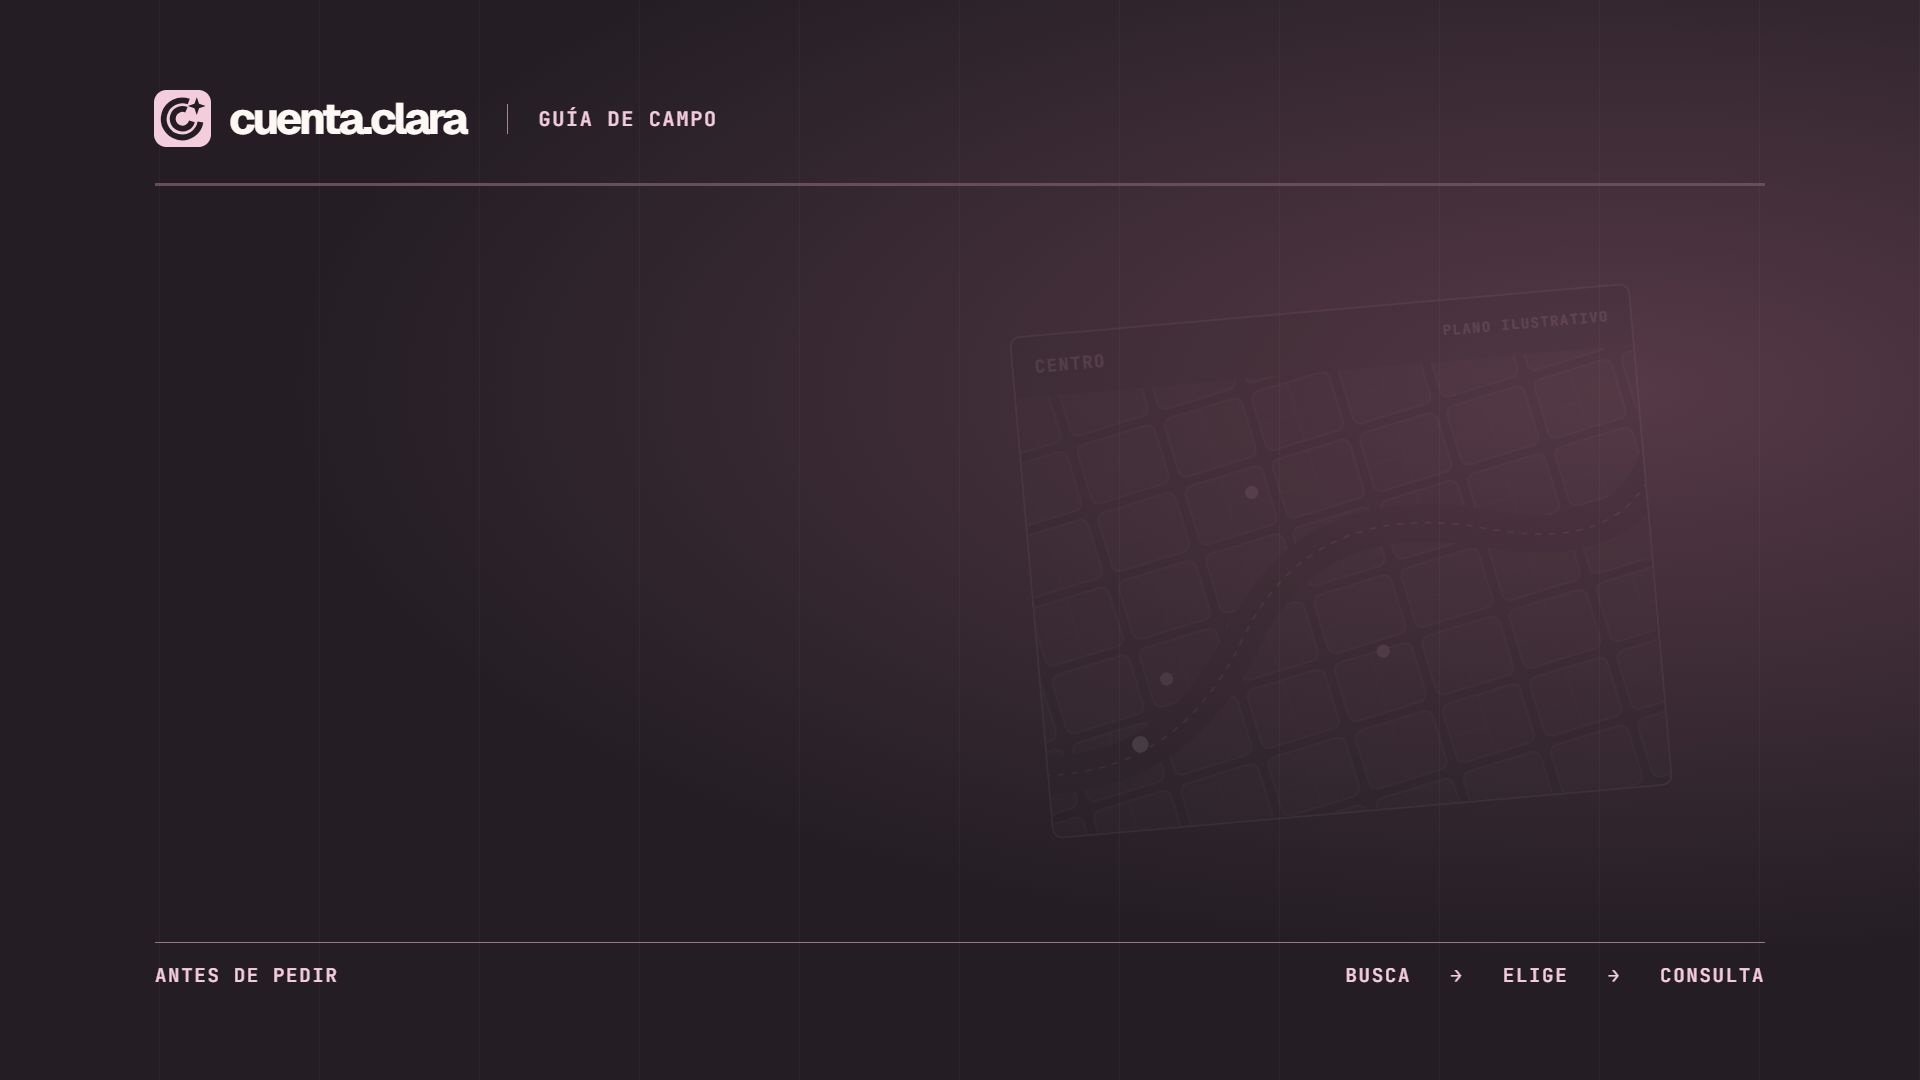 cuenta.clara
GUÍA DE CAMPO
PLANO ILUSTRATIVO
CENTRO
ANTES DE PEDIR
BUSCA → ELIGE → CONSULTA